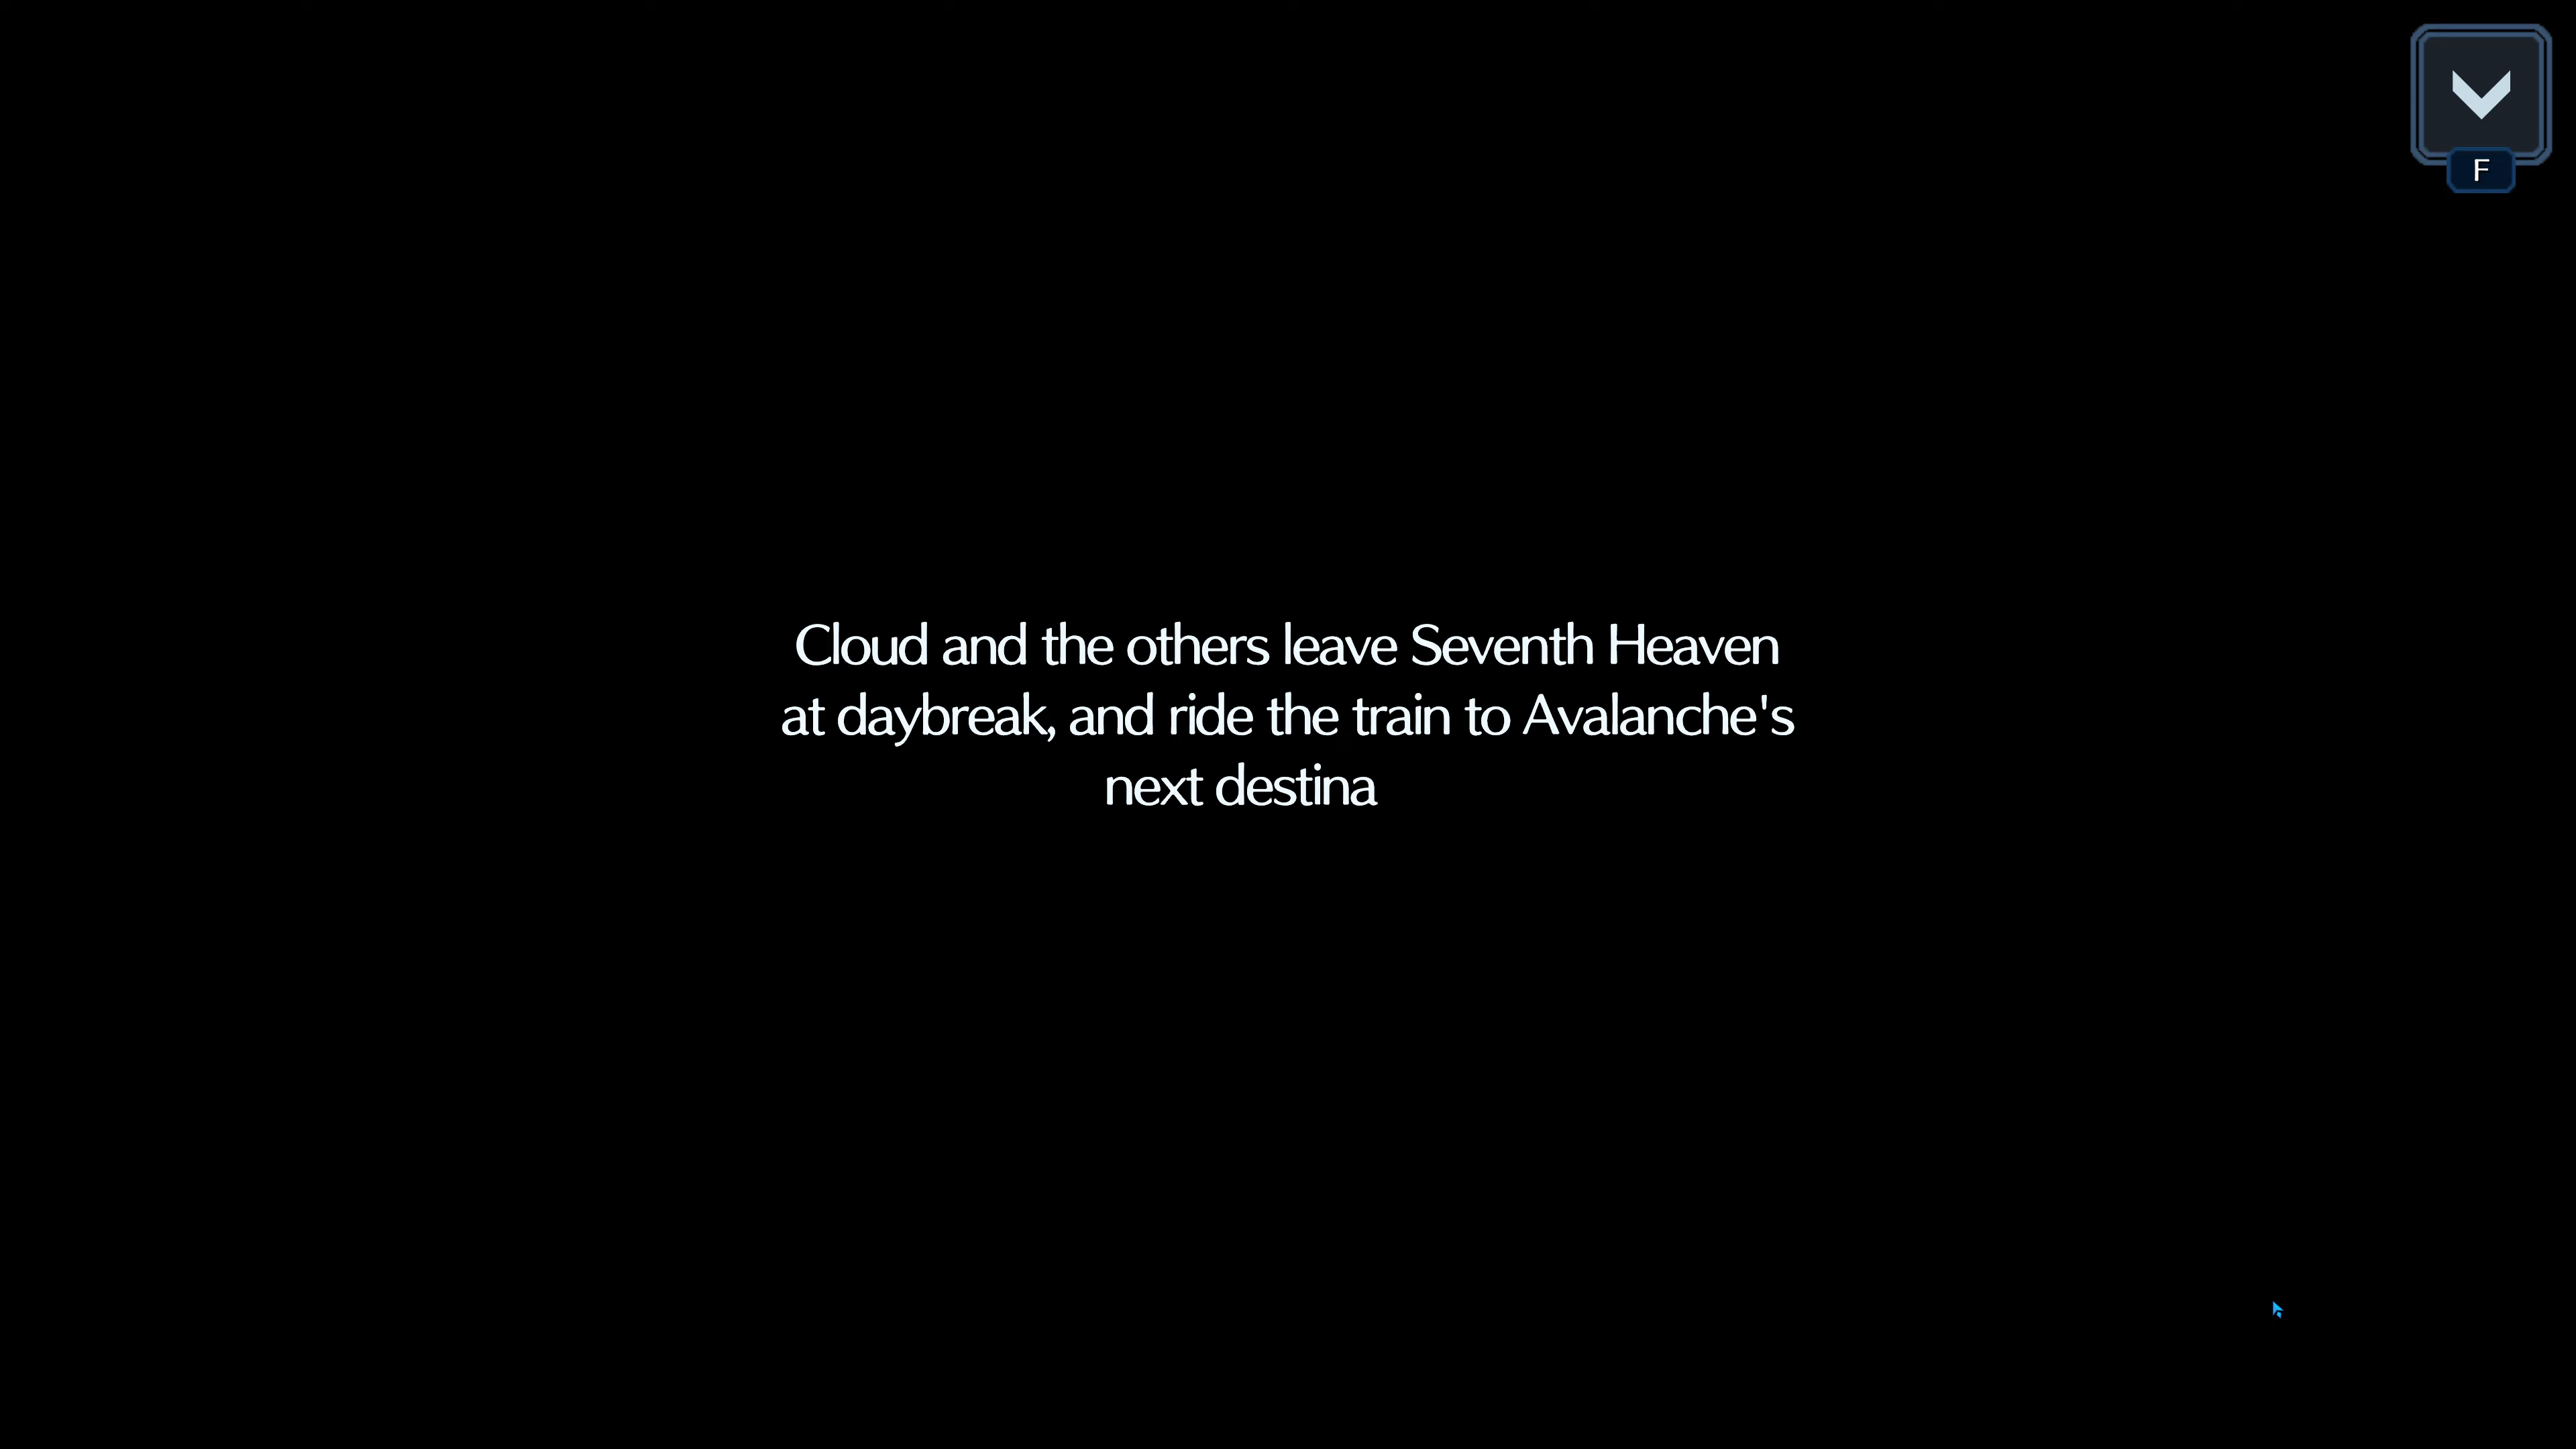 F
Cloud and the others leave Seventh Heaven
at daybreak, and ride the train to Avalanche's
next destina